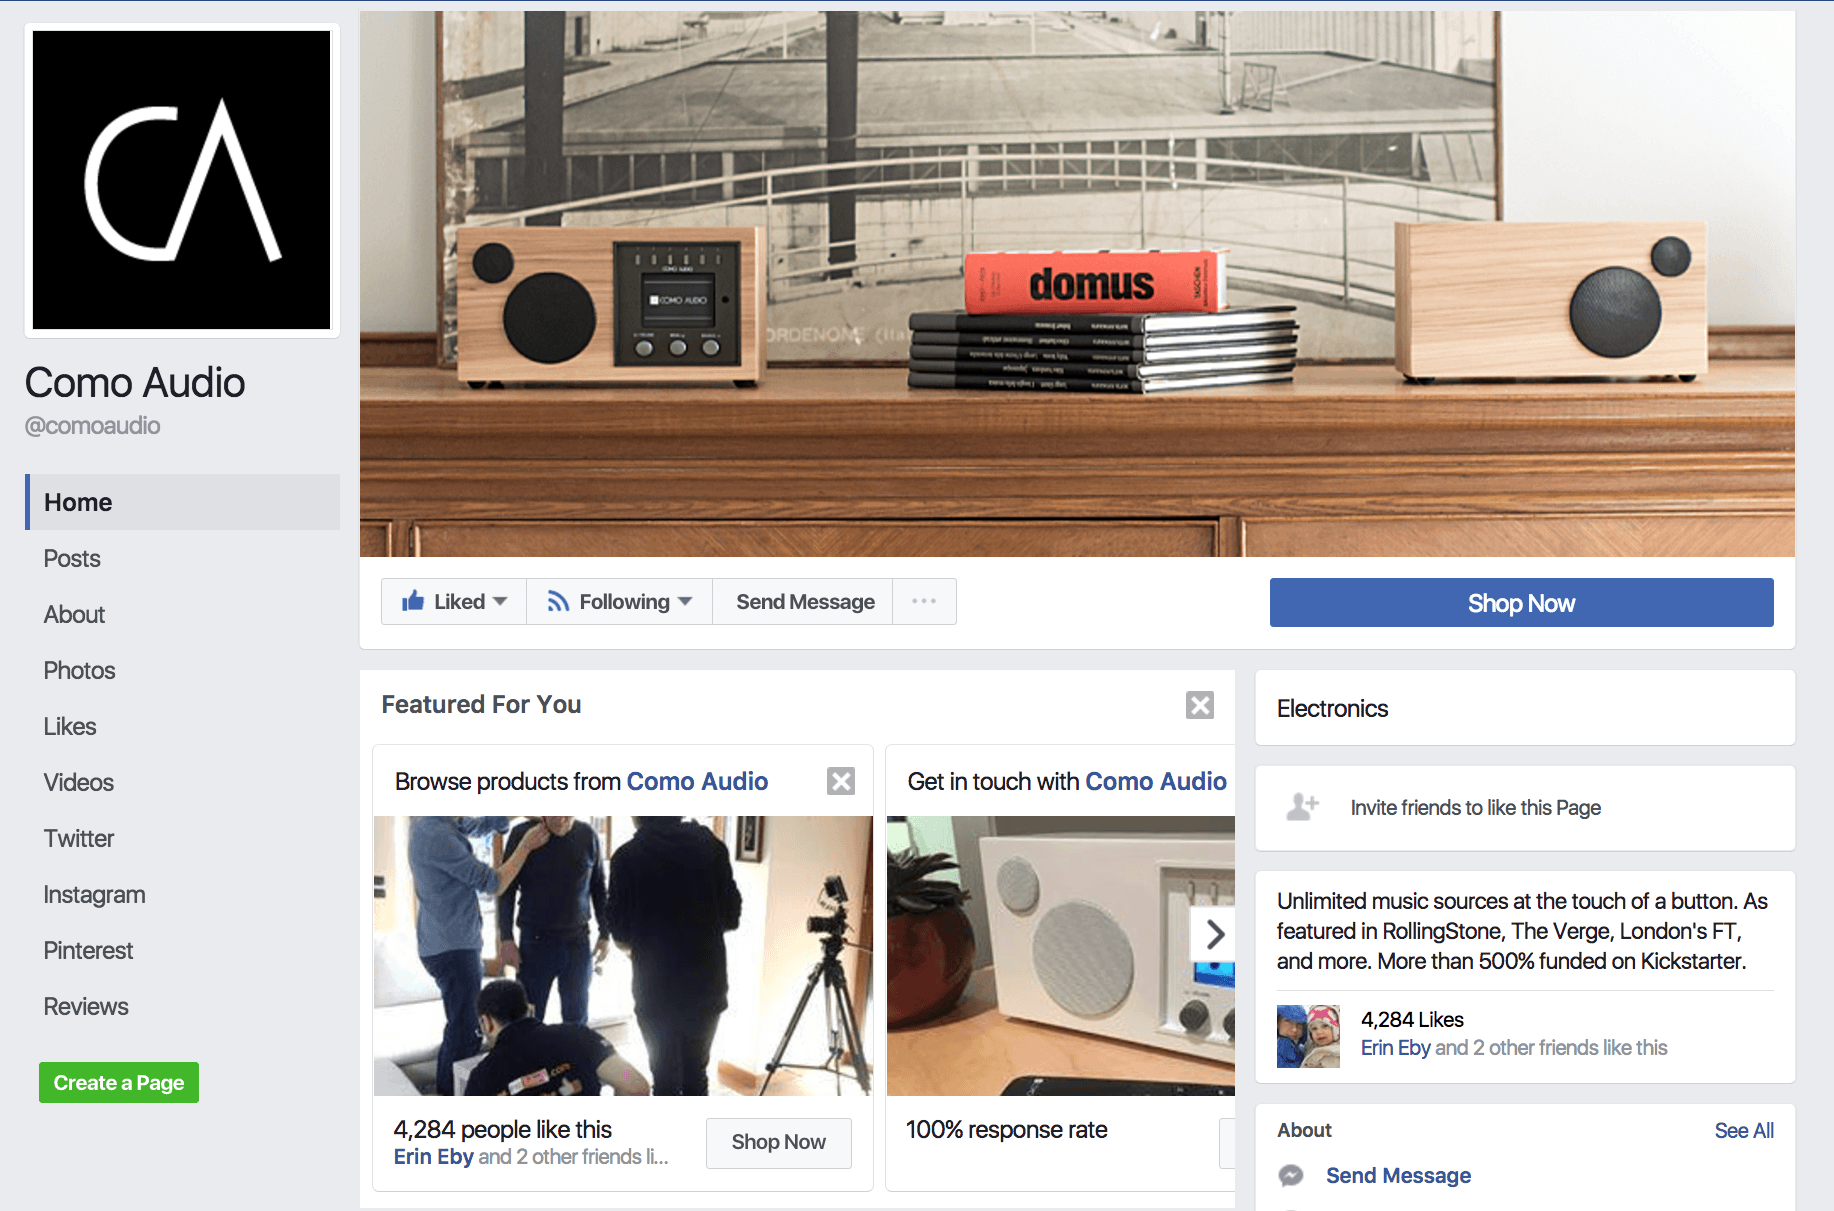 CA
Como Audio
@comoaudio
Home
Posts
About
Photos
Likes
Videos
Twitter
Instagram
Pinterest
Reviews
Create a Page
COMO AUDIO
COMO AUDIO
domus
TASCHEN
Liked
Following
Send Message
Shop Now
Featured For You
Browse products from Como Audio
4,284 people like this
Erin Eby and 2 other friends li...
Shop Now
Get in touch with Como Audio
100% response rate
Electronics
Invite friends to like this Page
Unlimited music sources at the touch of a button. As
featured in RollingStone, The Verge, London's FT,
and more. More than 500% funded on Kickstarter.
4,284 Likes
Erin Eby and 2 other friends like this
About
See All
Send Message